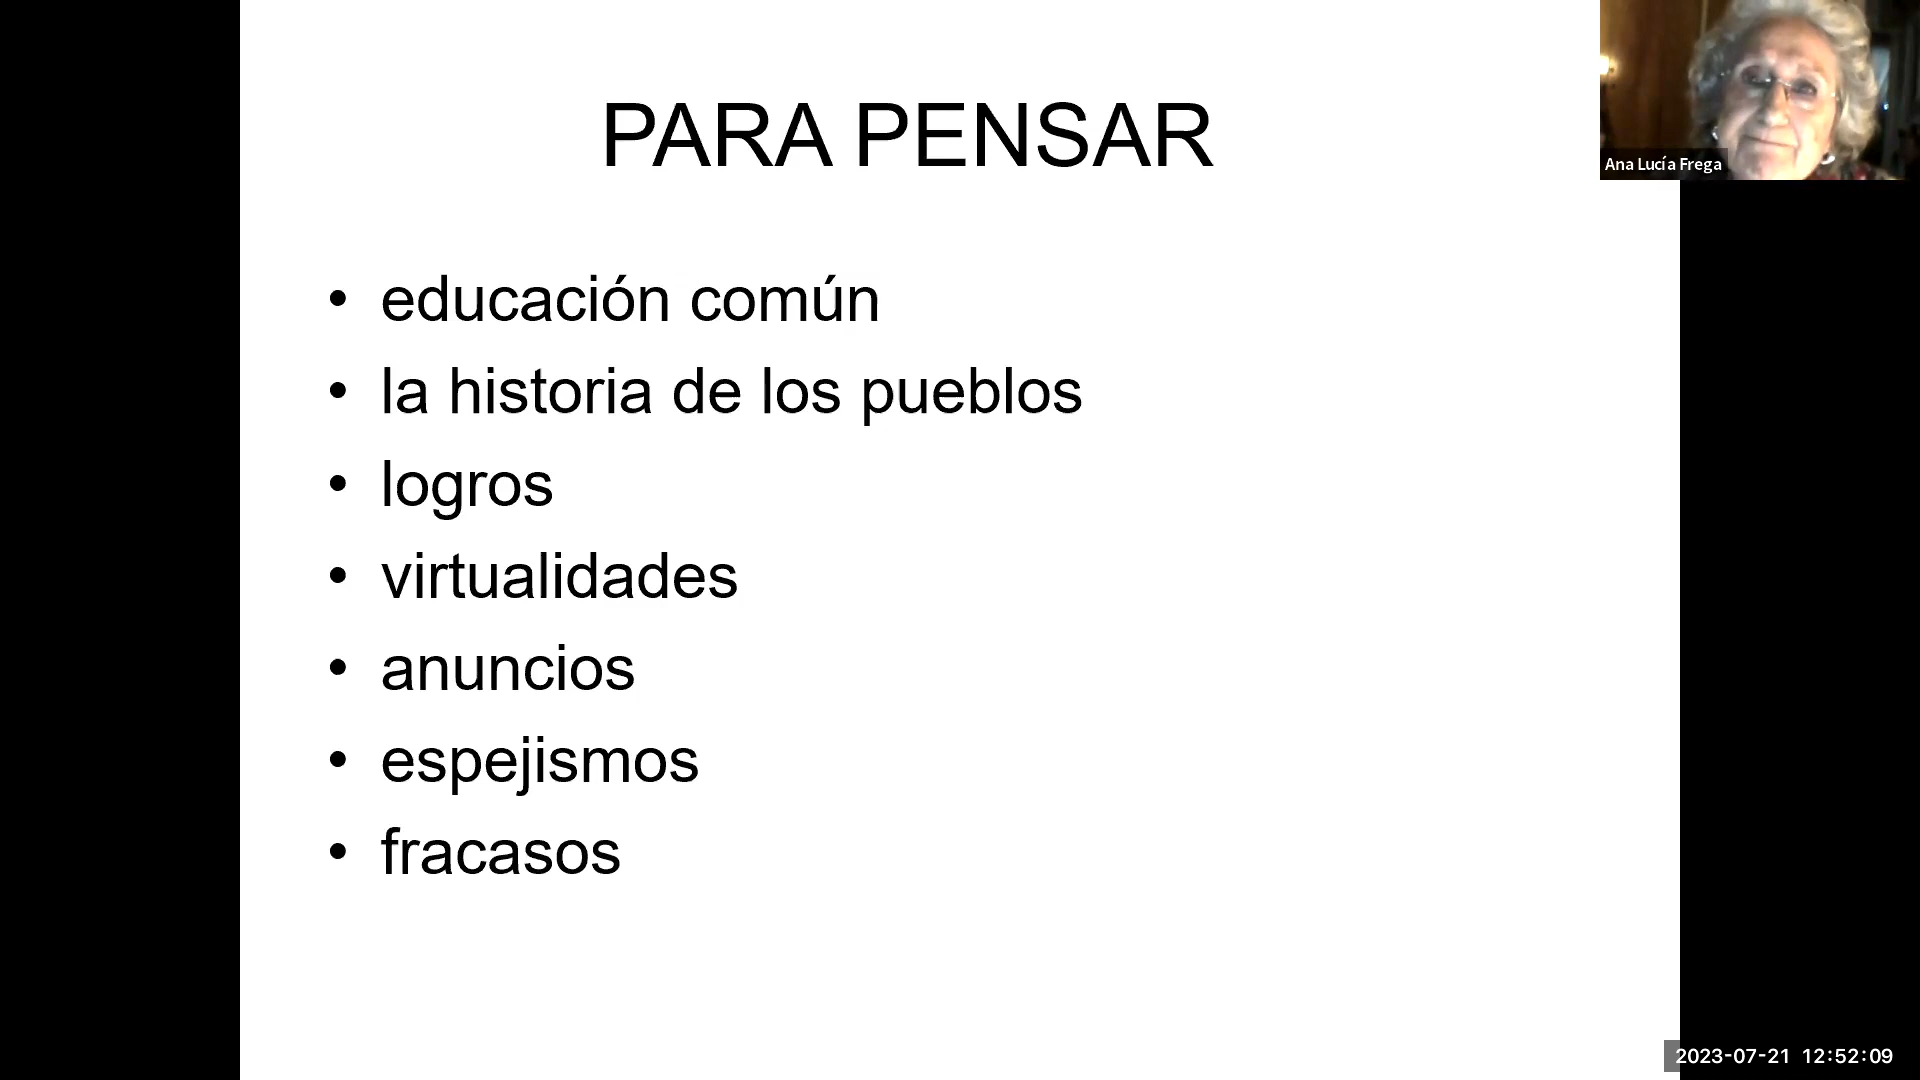 PARA PENSAR
Ana Lucía Frega
• educación común
• la historia de los pueblos
• logros
• virtualidades
• anuncios
• espejismos
• fracasos
2023-07-21 12:52:09